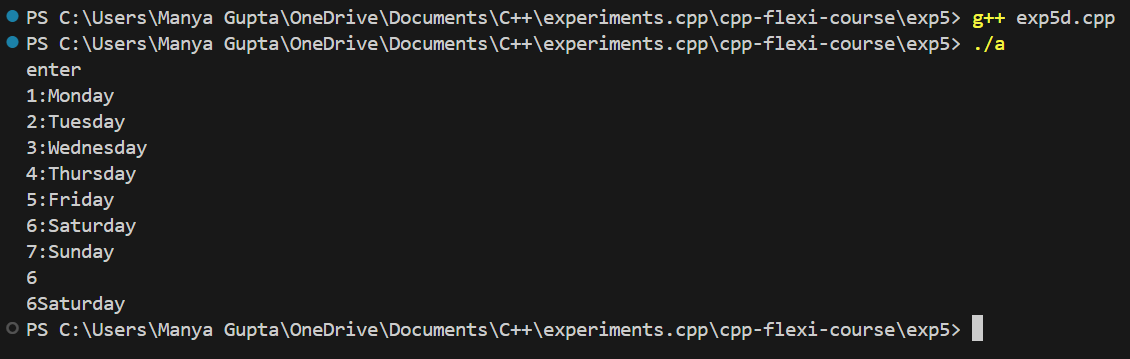 PS C:\Users\Manya Gupta\OneDrive\Documents\C++\experiments.cpp\cpp-flexi-course\exp5> g++ exp5d.cpp
PS C:\Users\Manya Gupta\OneDrive\Documents\C++\experiments.cpp\cpp-flexi-course\exp5> ./a
enter
1:Monday
2:Tuesday
3:Wednesday
4:Thursday
5:Friday
6:Saturday
7:Sunday
6
6Saturday
PS C:\Users\Manya Gupta\OneDrive\Documents\C++\experiments.cpp\cpp-flexi-course\exp5>